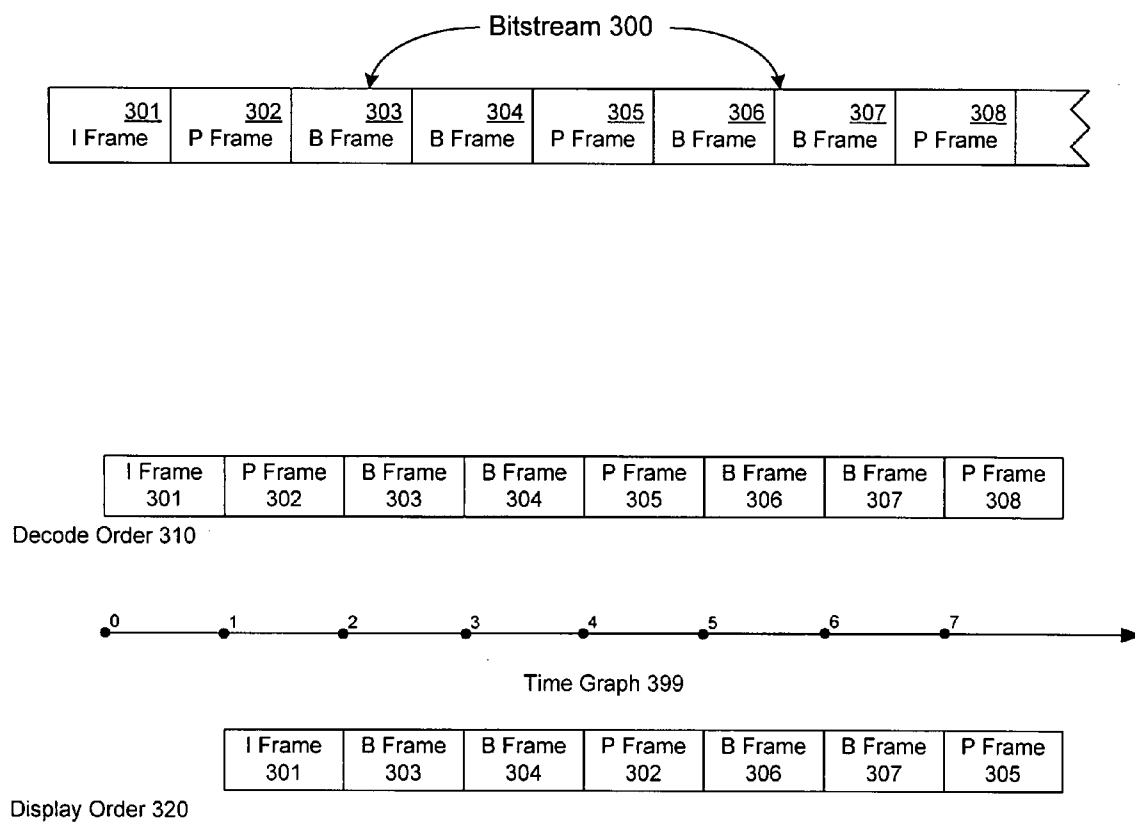 Bitstream 300
301 302 303 304 305 306 307 308
I Frame P Frame B Frame B Frame P Frame B Frame B Frame P Frame
I Frame P Frame B Frame B Frame P Frame B Frame B Frame P Frame
301 302 303 304 305 306 307 308
Decode Order 310
0 1 2 3 4 5 6 7
Time Graph 399
I Frame B Frame B Frame P Frame B Frame B Frame P Frame
301 303 304 302 306 307 305
Display Order 320